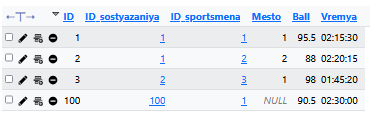 ID ID_sostyazaniya ID_sportsmena Mesto Ball Vremya
1 1 1 1 95.5 02:15:30
2 1 2 2 88 02:20:15
3 2 3 1 98 01:45:20
100 100 1 NULL 90.5 02:30:00